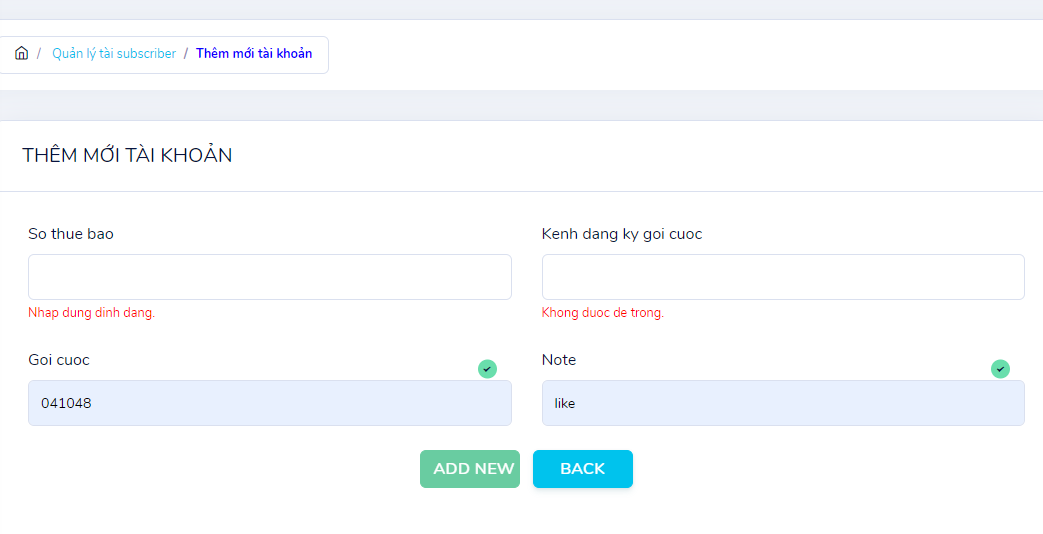 / Quản lý tài subscriber / Thêm mới tài khoản
THÊM MỚI TÀI KHOẢN
So thue bao
Kenh dang ky goi cuoc
Nhap dung dinh dang.
Khong duoc de trong.
Goi cuoc
Note
041048
like
ADD NEW
BACK